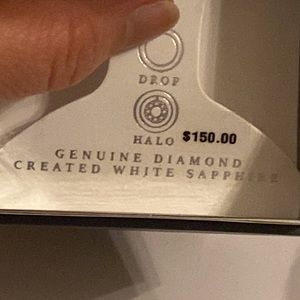 DROP
HALO $150.00
GENUINE DIAMOND
CREATED WHITE SAPPHIRE